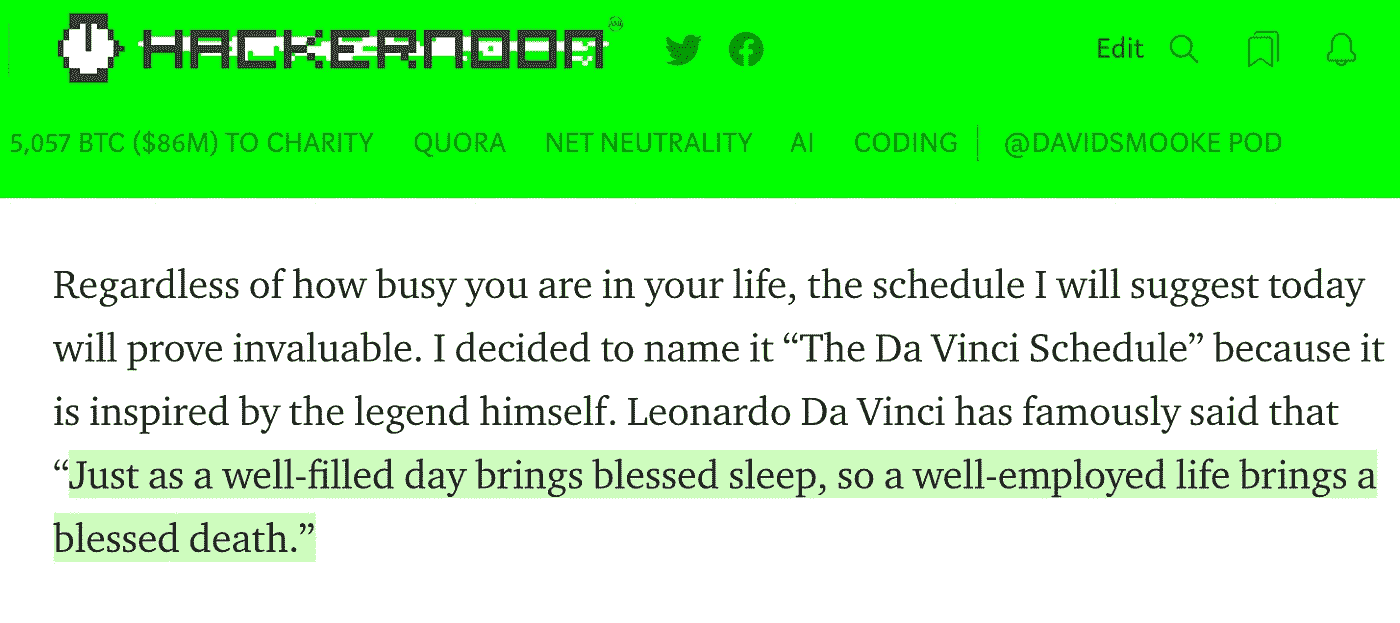 HACKERNOON
Edit
5,057 BTC ($86M) TO CHARITY QUORA NET NEUTRALITY AI CODING @DAVIDSMOOKE POD
Regardless of how busy you are in your life, the schedule I will suggest today
will prove invaluable. I decided to name it “The Da Vinci Schedule” because it
is inspired by the legend himself. Leonardo Da Vinci has famously said that
“Just as a well-filled day brings blessed sleep, so a well-employed life brings a
blessed death.”